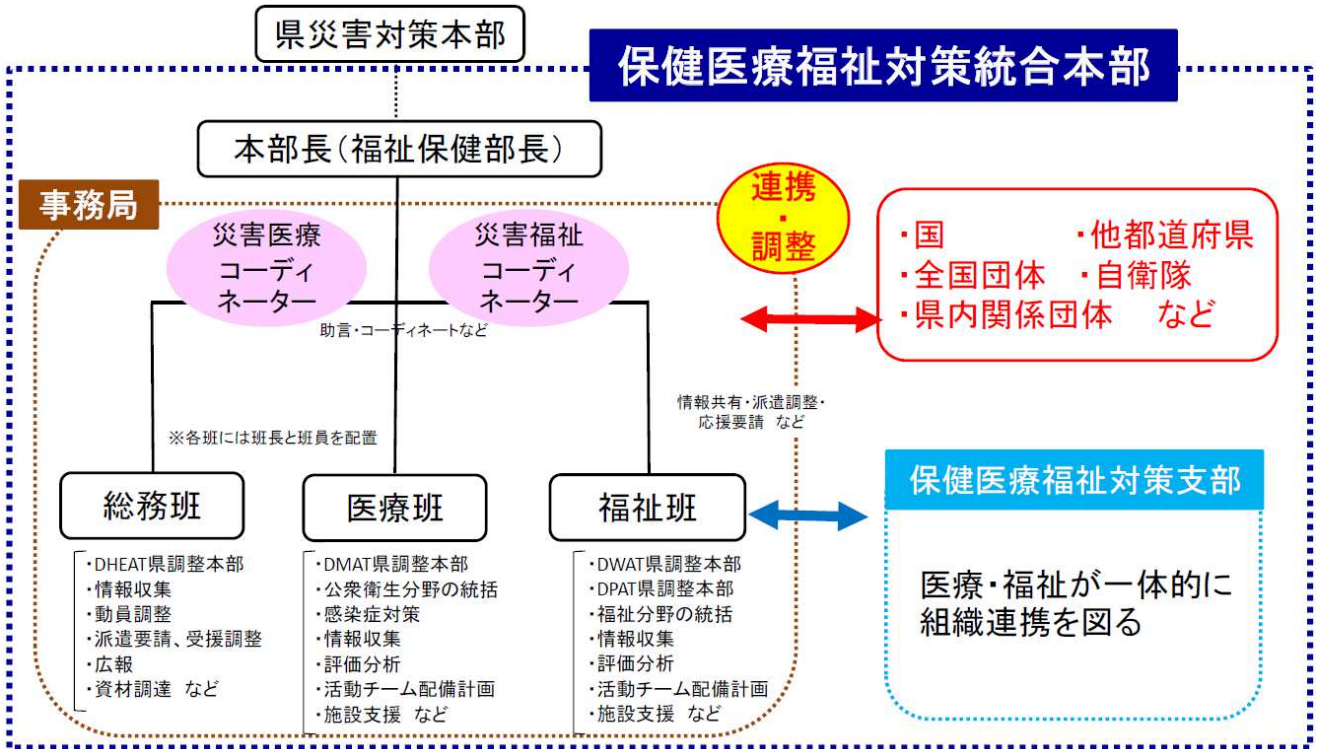 県災害対策本部
保健医療福祉対策統合本部
本部長(福祉保健部長)
事務局
災害医療
コーディ
ネーター
災害福祉
コーディ
ネーター
連携
・
調整
・国 ・他都道府県
・全国団体 ・自衛隊
・県内関係団体 など
助言・コーディネートなど
情報共有・派遣調整・
応援要請 など
※各班には班長と班員を配置
総務班
・DHEAT県調整本部
・情報収集
・動員調整
・派遣要請、受援調整
・広報
・資材調達 など
医療班
・DMAT県調整本部
・公衆衛生分野の統括
・感染症対策
・情報収集
・評価分析
・活動チーム配備計画
・施設支援 など
福祉班
・DWAT県調整本部
・DPAT県調整本部
・福祉分野の統括
・情報収集
・評価分析
・活動チーム配備計画
・施設支援 など
保健医療福祉対策支部
医療・福祉が一体的に
組織連携を図る